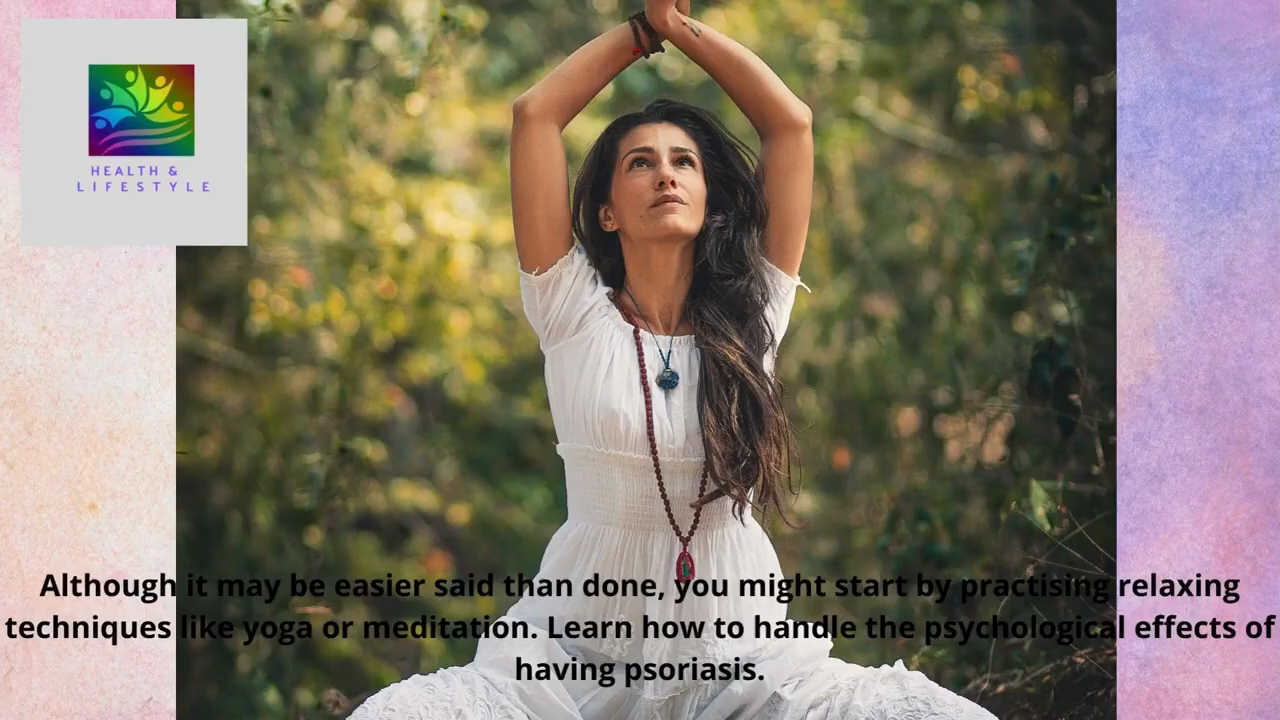 HEALTH &
LIFESTYLE
Although it may be easier said than done, you might start by practising relaxing
techniques like yoga or meditation. Learn how to handle the psychological effects of
having psoriasis.